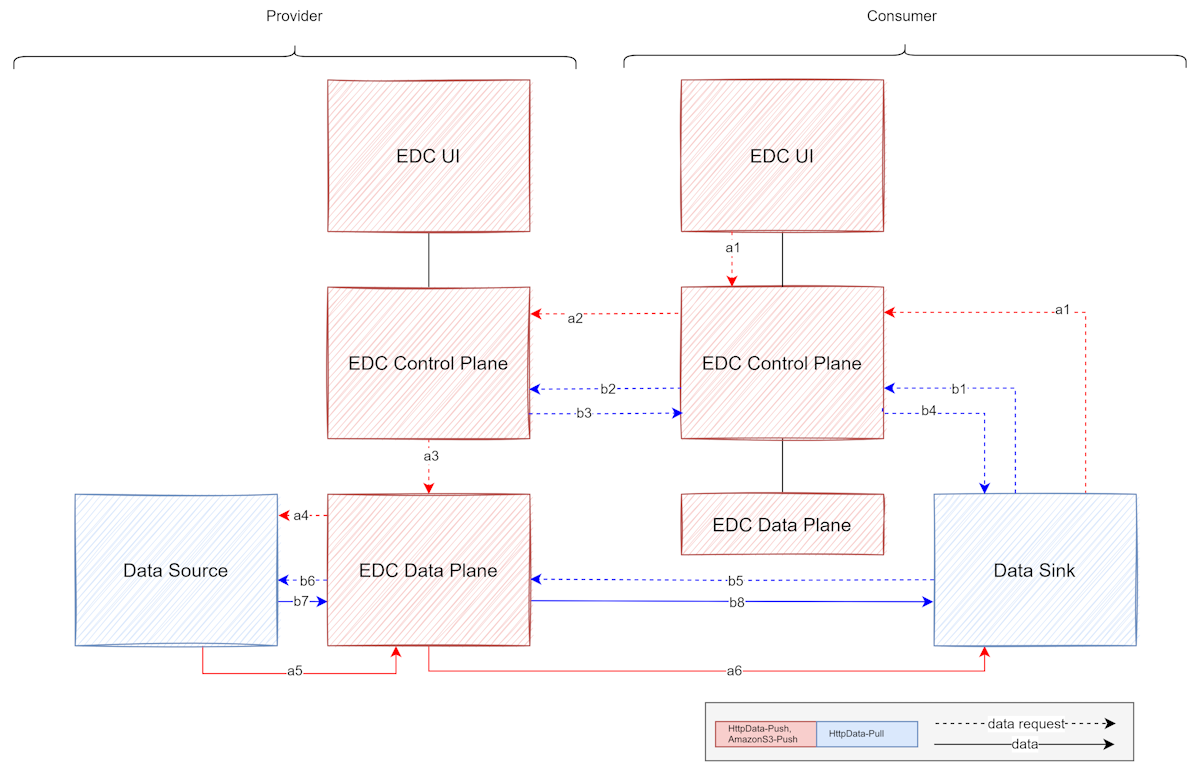 Provider
Consumer
EDC UI
EDC UI
a1
a2
a1
EDC Control Plane
EDC Control Plane
b2
b1
b3
b4
a3
a4
EDC Data Plane
Data Source
EDC Data Plane
Data Sink
b6
b5
b7
b8
a5
a6
HttpData-Push,
AmazonS3-Push
HttpData-Pull
data request
data